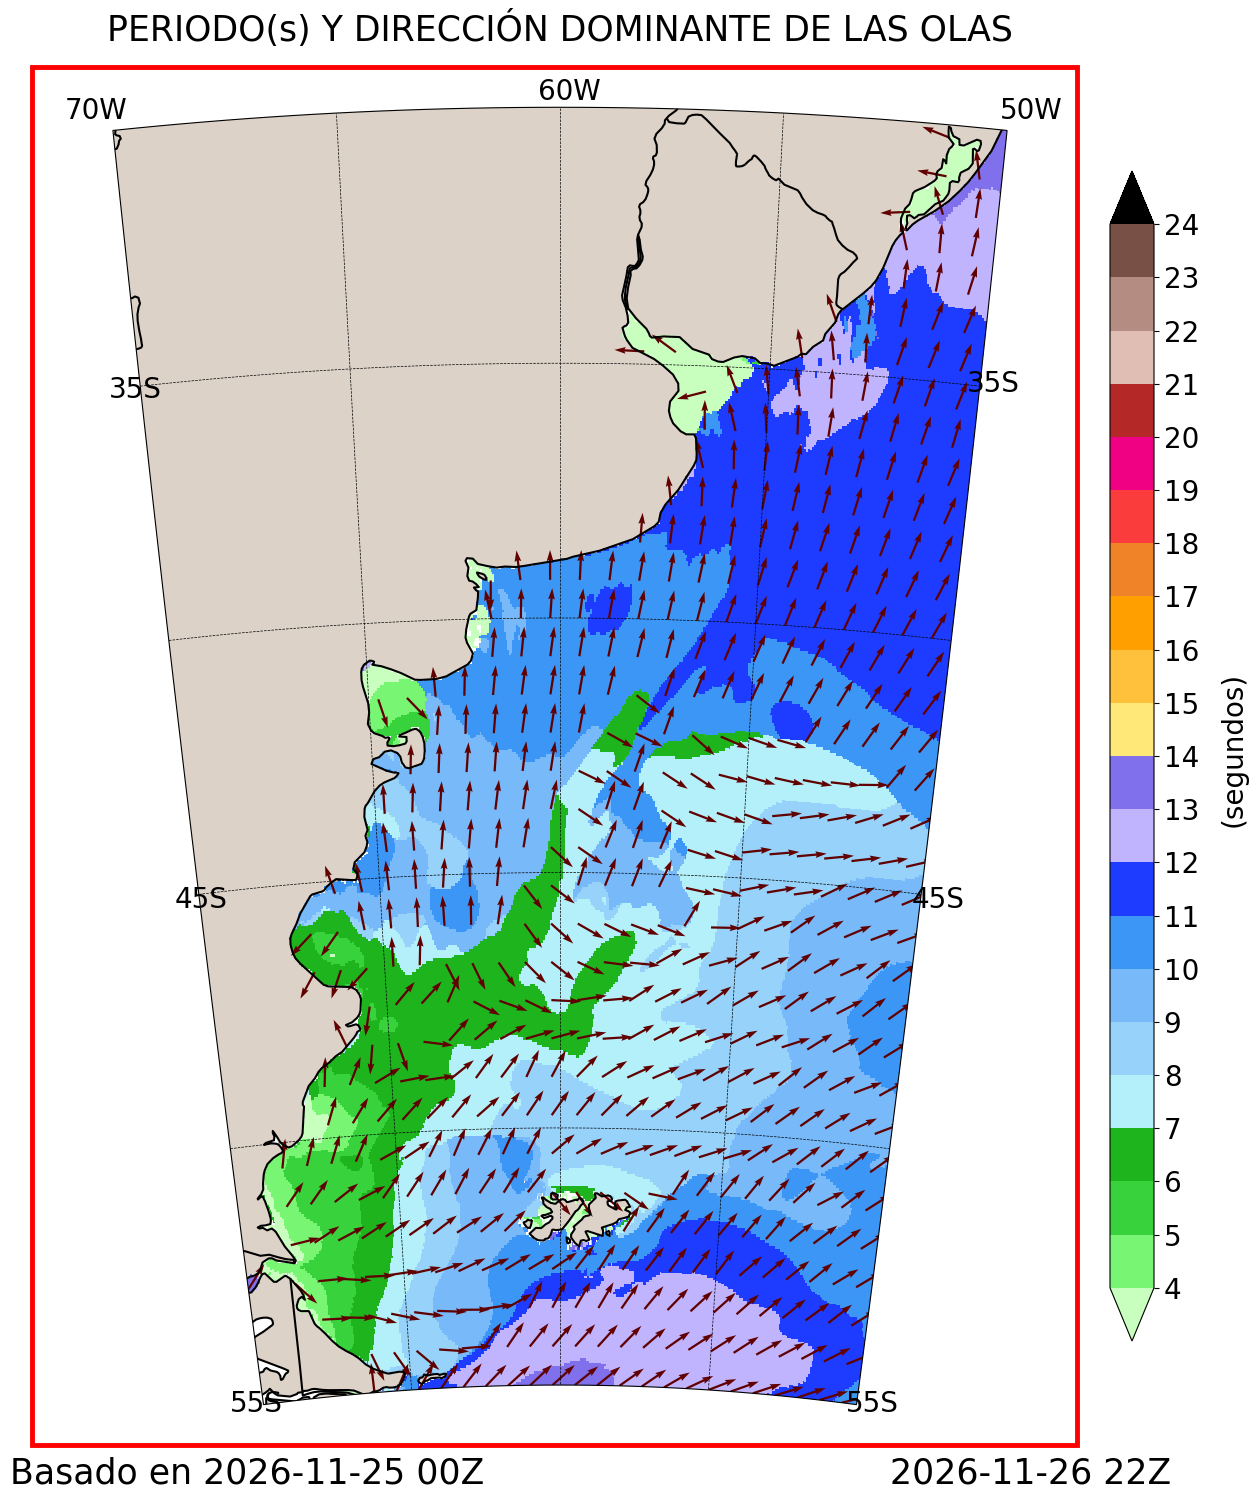 PERIODO(s) Y DIRECCIÓN DOMINANTE DE LAS OLAS
70W
60W
50W
35S
35S
45S
45S
55S
55S
24
23
22
21
20
19
18
17
16
15
14
13
12
11
10
9
8
7
6
5
4
(segundos)
Basado en 2026-11-25 00Z
2026-11-26 22Z